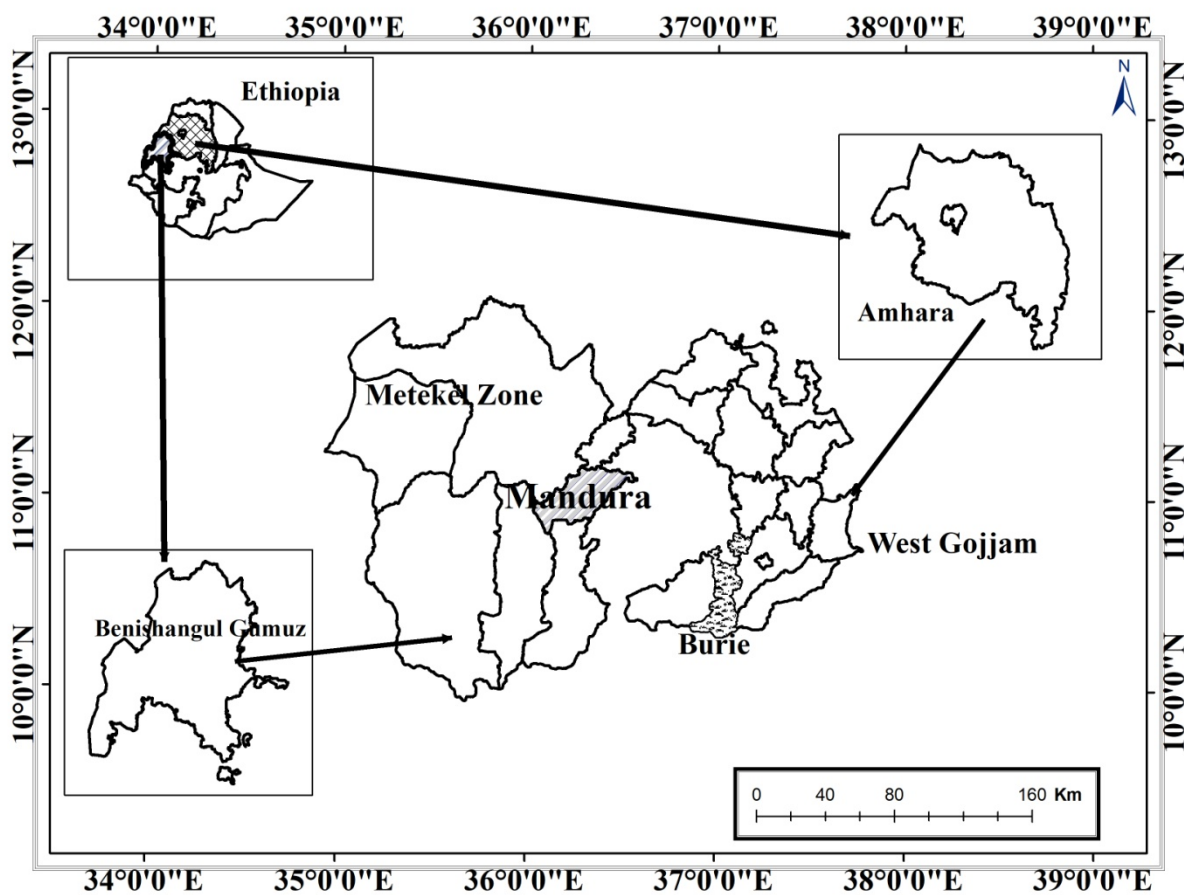 34°0'0"E 35°0'0"E 36°0'0"E 37°0'0"E 38°0'0"E 39°0'0"E
13°0'0"N
12°0'0"N
11°0'0"N
10°0'0"N
Ethiopia
N
Amhara
Metekel Zone
Mandura
West Gojjam
Burie
Benishangul Gumuz
0 40 80 160 Km
13°0'0"N
12°0'0"N
11°0'0"N
10°0'0"N
34°0'0"E 35°0'0"E 36°0'0"E 37°0'0"E 38°0'0"E 39°0'0"E